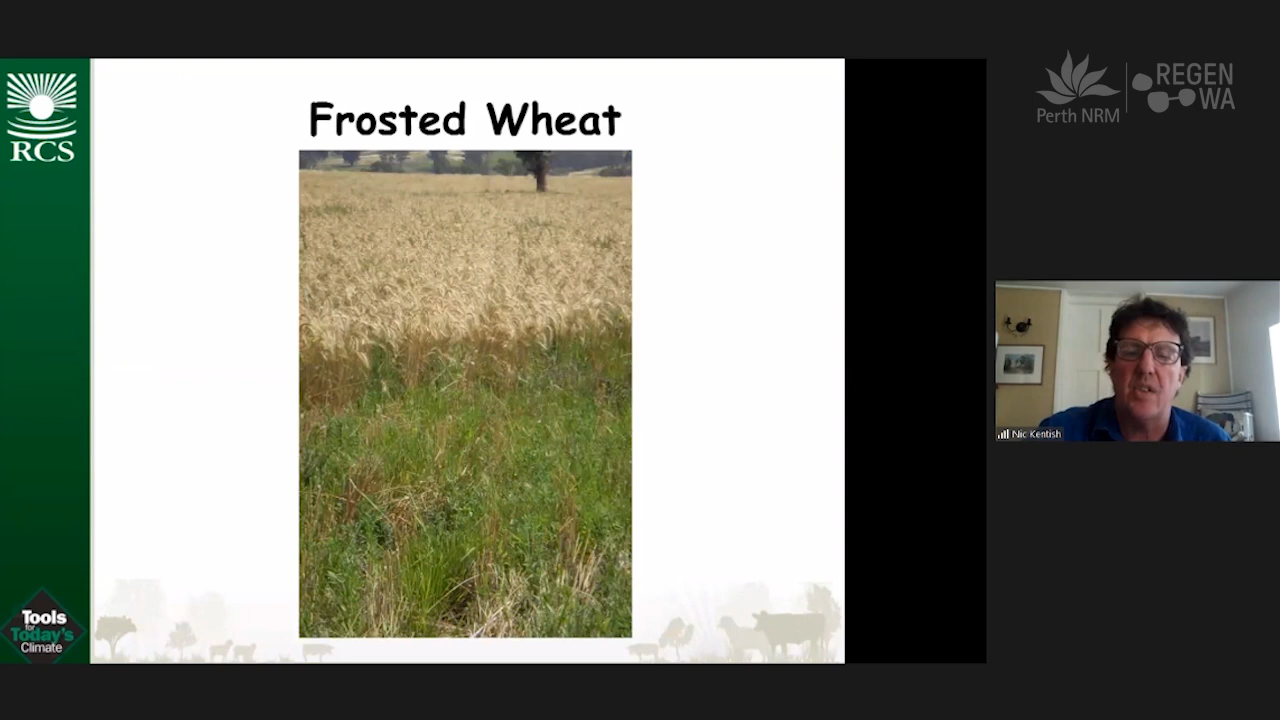 Frosted Wheat
RCS
Tools
for
Today's
Climate
Perth NRM
REGEN
WA
Nic Kentish